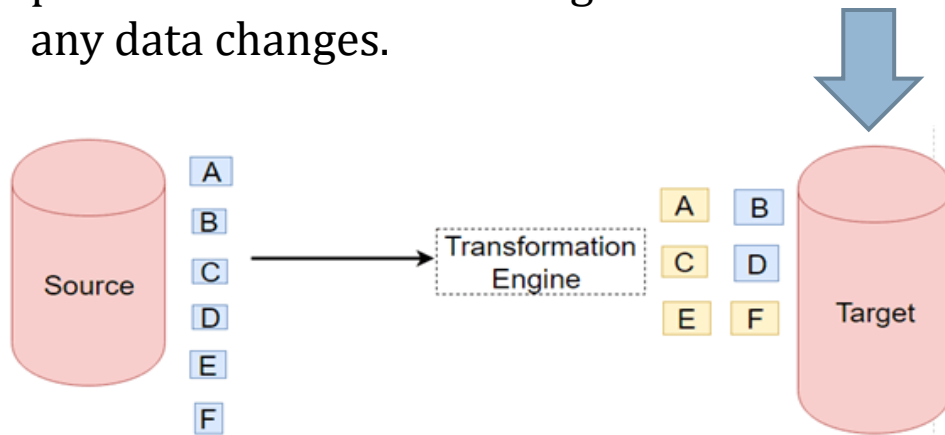 any data changes.
A
B
C
D
E
F
Source
Transformation
Engine
A B
C D
E F
Target